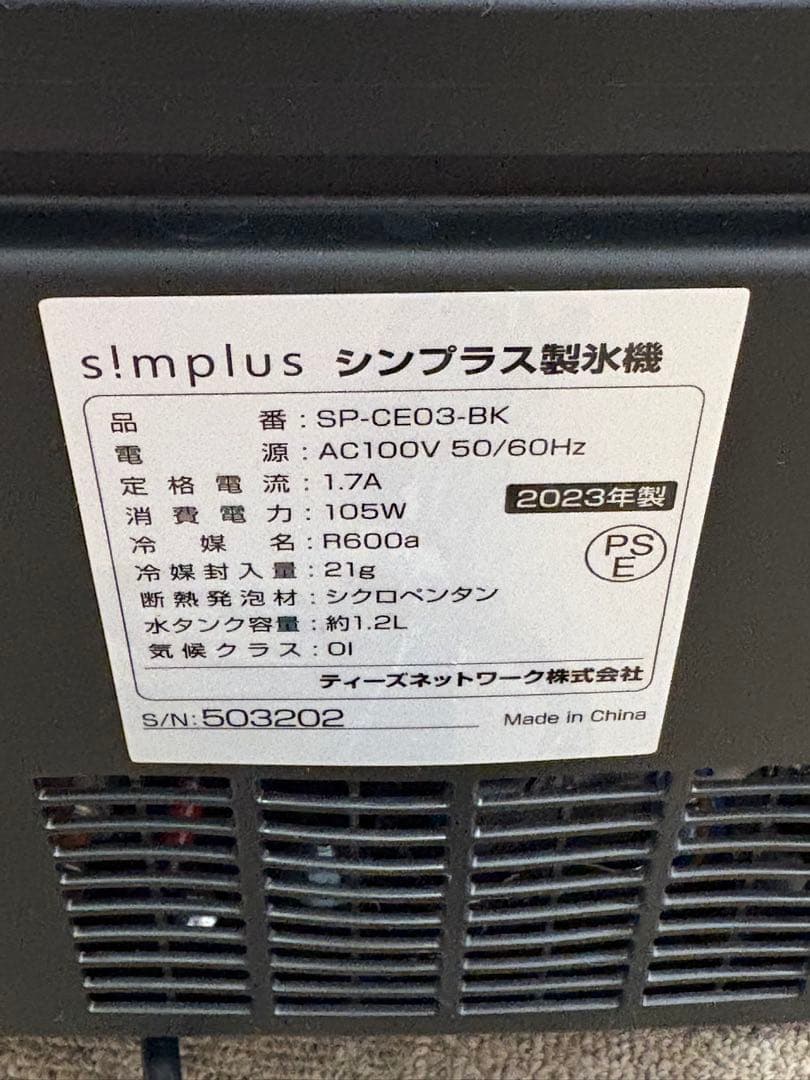 s!mplus シンプラス製氷機
品番：SP-CE03-BK
電源：AC100V 50/60Hz
定格電流：1.7A
消費電力：105W
2023年製
冷媒名：R600a
PSE
冷媒封入量：21g
断熱発泡材：シクロペンタン
水タンク容量：約1.2L
気候クラス：OI
ティーズネットワーク株式会社
S/N:503202 Made in China